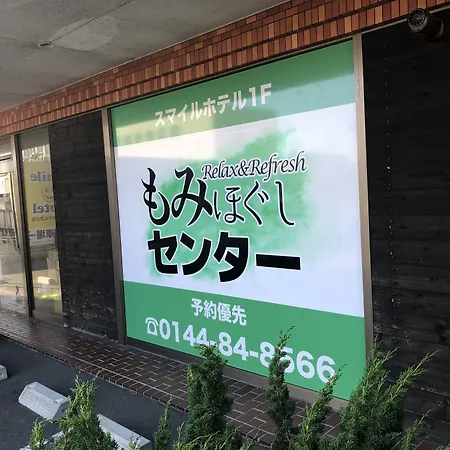 スマイルホテル1F
Relax&Refresh
もみほぐし
センター
予約優先
☎0144-84-8566